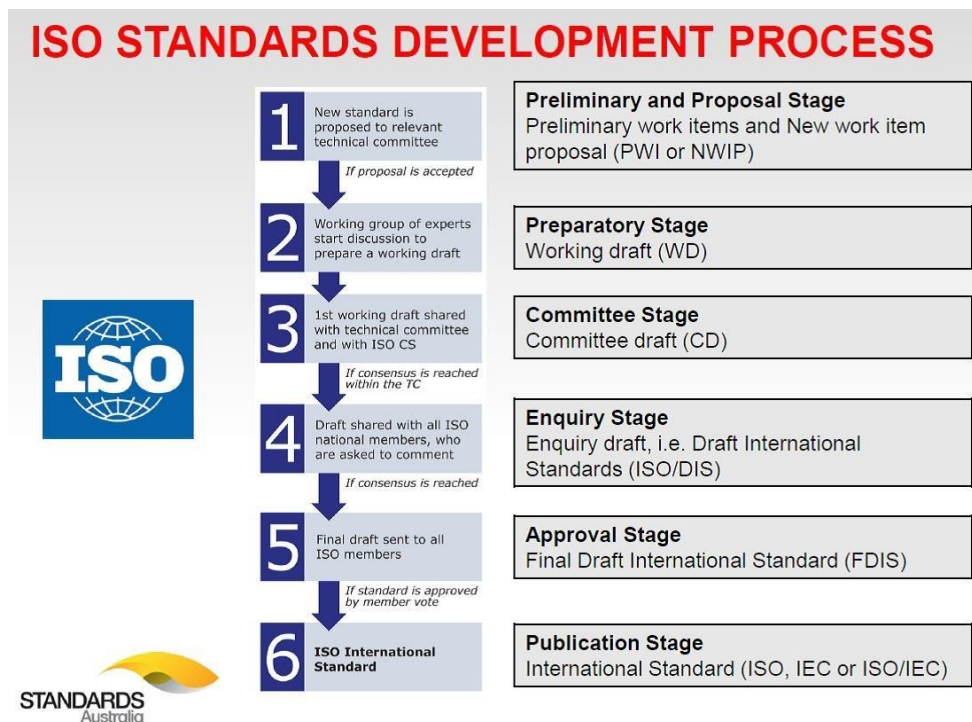 ISO STANDARDS DEVELOPMENT PROCESS
1
New standard is
proposed to relevant
technical committee
Preliminary and Proposal Stage
Preliminary work items and New work item
proposal (PWI or NWIP)
If proposal is accepted
2
Working group of experts
start discussion to
prepare a working draft
Preparatory Stage
Working draft (WD)
3
1st working draft shared
with technical committee
and with ISO CS
Committee Stage
Committee draft (CD)
ISO
If consensus is reached
within the TC
4
Draft shared with all ISO
national members, who
are asked to comment
Enquiry Stage
Enquiry draft, i.e. Draft International
Standards (ISO/DIS)
If consensus is reached
5
Final draft sent to all
ISO members
Approval Stage
Final Draft International Standard (FDIS)
If standard is approved
by member vote
6
ISO International
Standard
Publication Stage
International Standard (ISO, IEC or ISO/IEC)
STANDARDS
Australia